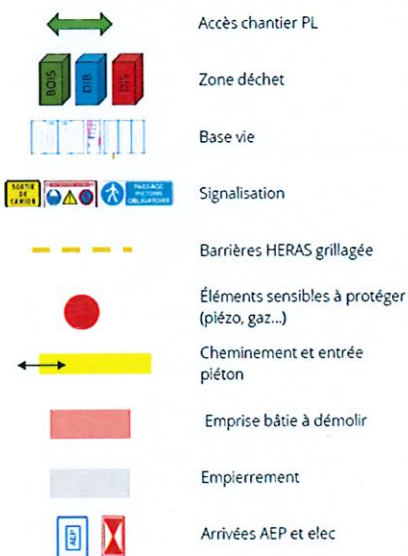 Accès chantier PL
BOIS DIB DIS
Zone déchet
Base vie
SORTIE
DE
CAMION
PASSAGE
PIETONS
OBLIGATOIRE
Signalisation
Barrières HERAS grillagée
Éléments sensibles à protéger
(piézo, gaz...)
Cheminement et entrée
piéton
Emprise bâtie à démolir
Empierrement
AEP
Arrivées AEP et elec